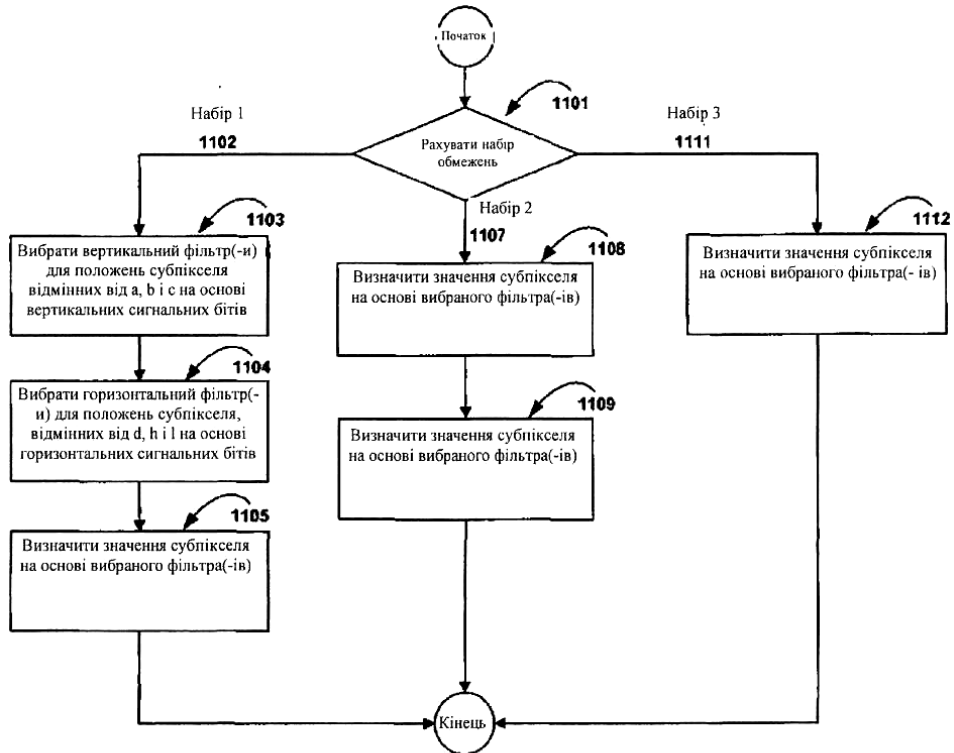 Початок
1101
Набір 1
1102
Рахувати набір
обмежень
Набір 3
1111
Набір 2
1107
1103
Вибрати вертикальний фільтр(-и)
для положень субпікселя
відмінних від a, b і c на основі
вертикальних сигнальних бітів
1108
Визначити значення субпікселя
на основі вибраного фільтра(-ів)
1112
Визначити значення субпікселя
на основі вибраного фільтра(- ів)
1104
Вибрати горизонтальний фільтр(-
и) для положень субпікселя,
відмінних від d, h і l на основі
горизонтальних сигнальних бітів
1109
Визначити значення субпікселя
на основі вибраного фільтра(-ів)
1105
Визначити значення субпікселя
на основі вибраного фільтра(-ів)
Кінець